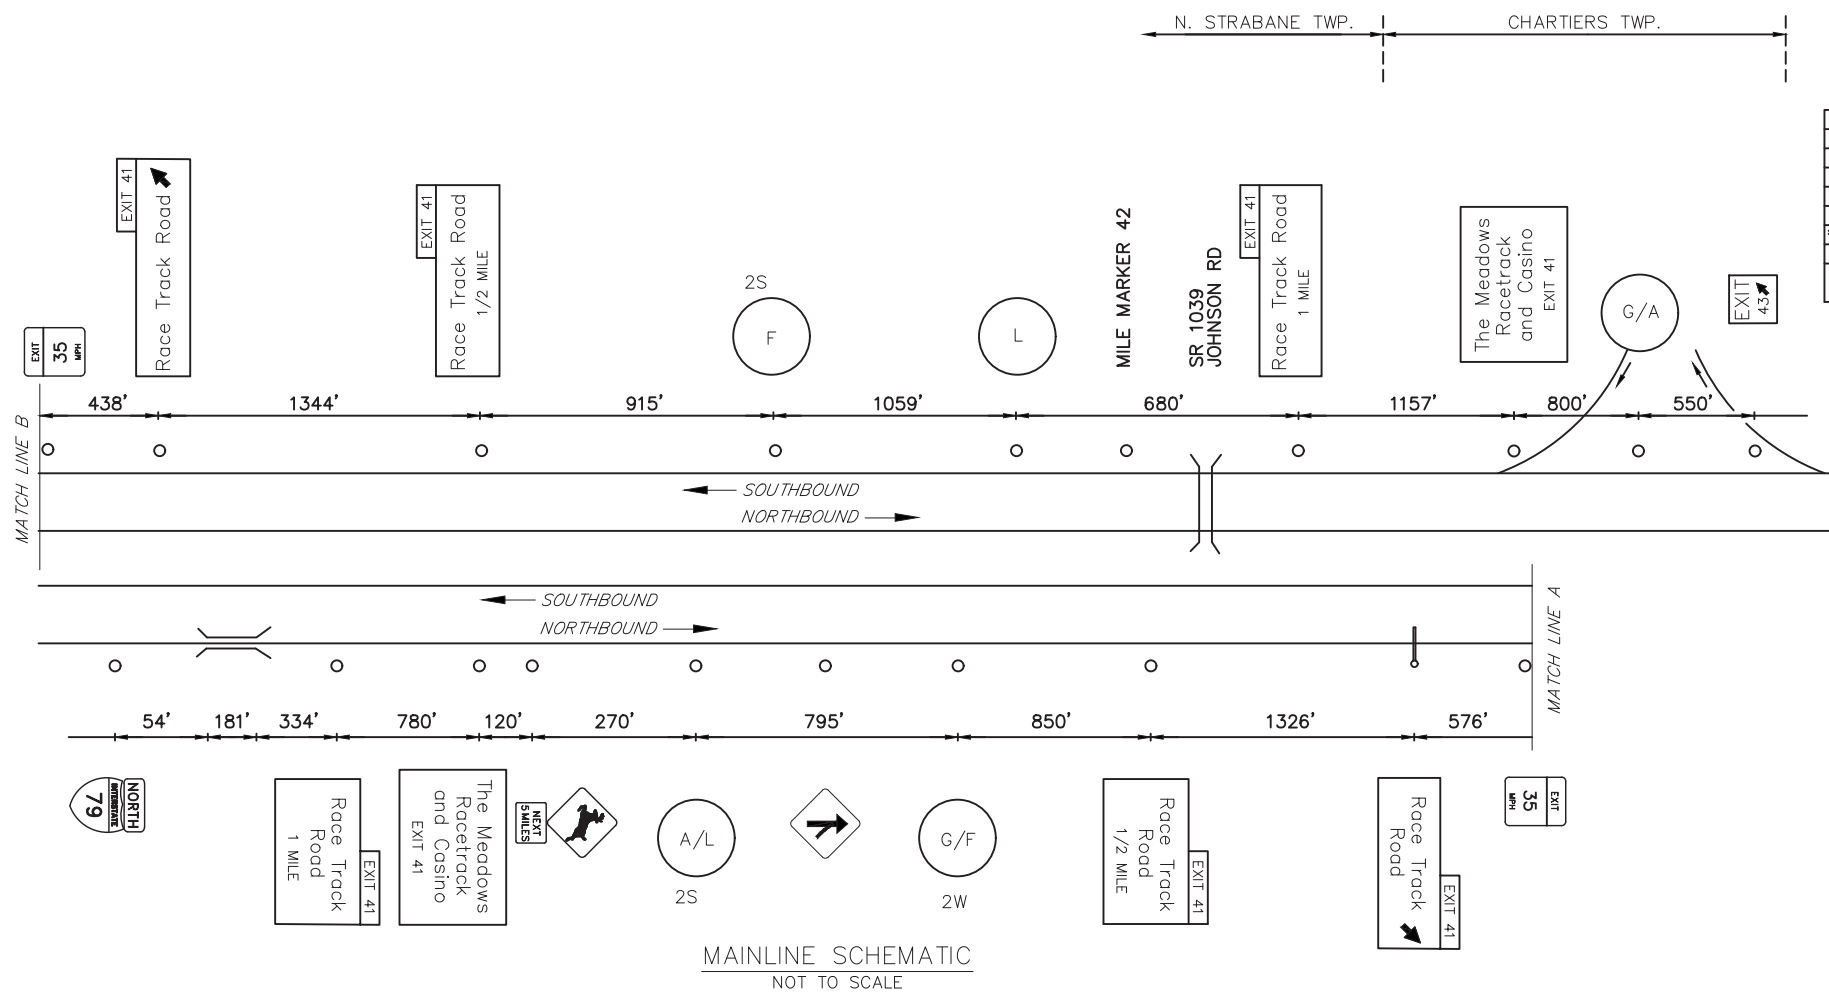 N. STRABANE TWP.
CHARTIERS TWP.
EXIT 41
Race Track Road
EXIT 41
Race Track Road
1/2 MILE
2S
F
L
MILE MARKER 42
SR 1039
JOHNSON RD
EXIT 41
Race Track Road
1 MILE
The Meadows
Racetrack
and Casino
EXIT 41
G/A
EXIT
43
EXIT
35
MPH
438'
1344'
915'
1059'
680'
1157'
800'
550'
MATCH LINE B
SOUTHBOUND
NORTHBOUND
SOUTHBOUND
NORTHBOUND
MATCH LINE A
54'
181'
334'
780'
120'
270'
795'
850'
1326'
576'
NORTH
INTERSTATE
79
EXIT 41
Race Track
Road
1 MILE
The Meadows
Racetrack
and Casino
EXIT 41
NEXT
5 MILES
A/L
2S
G/F
2W
EXIT 41
Race Track
Road
1/2 MILE
EXIT 41
Race Track
Road
EXIT
35
MPH
MAINLINE SCHEMATIC
NOT TO SCALE